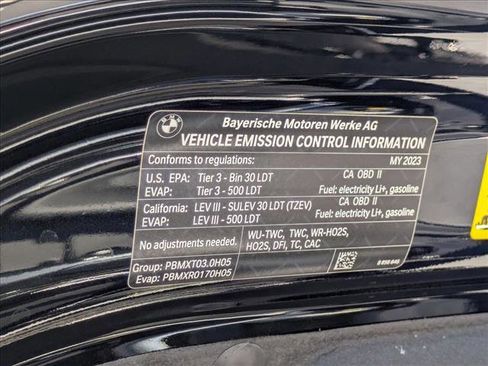 BMW
Bayerische Motoren Werke AG
VEHICLE EMISSION CONTROL INFORMATION
Conforms to regulations: MY 2023
U.S. EPA: Tier 3 - Bin 30 LDT CA OBD II
EVAP: Tier 3 - 500 LDT Fuel: electricity Li+, gasoline
California: LEV III - SULEV 30 LDT (TZEV) CA OBD II
EVAP: LEV III - 500 LDT Fuel: electricity Li+, gasoline
No adjustments needed. WU-TWC, TWC, WR-HO2S,
HO2S, DFI, TC, CAC
Group: PBMXT03.0H05
Evap: PBMXR0170H05